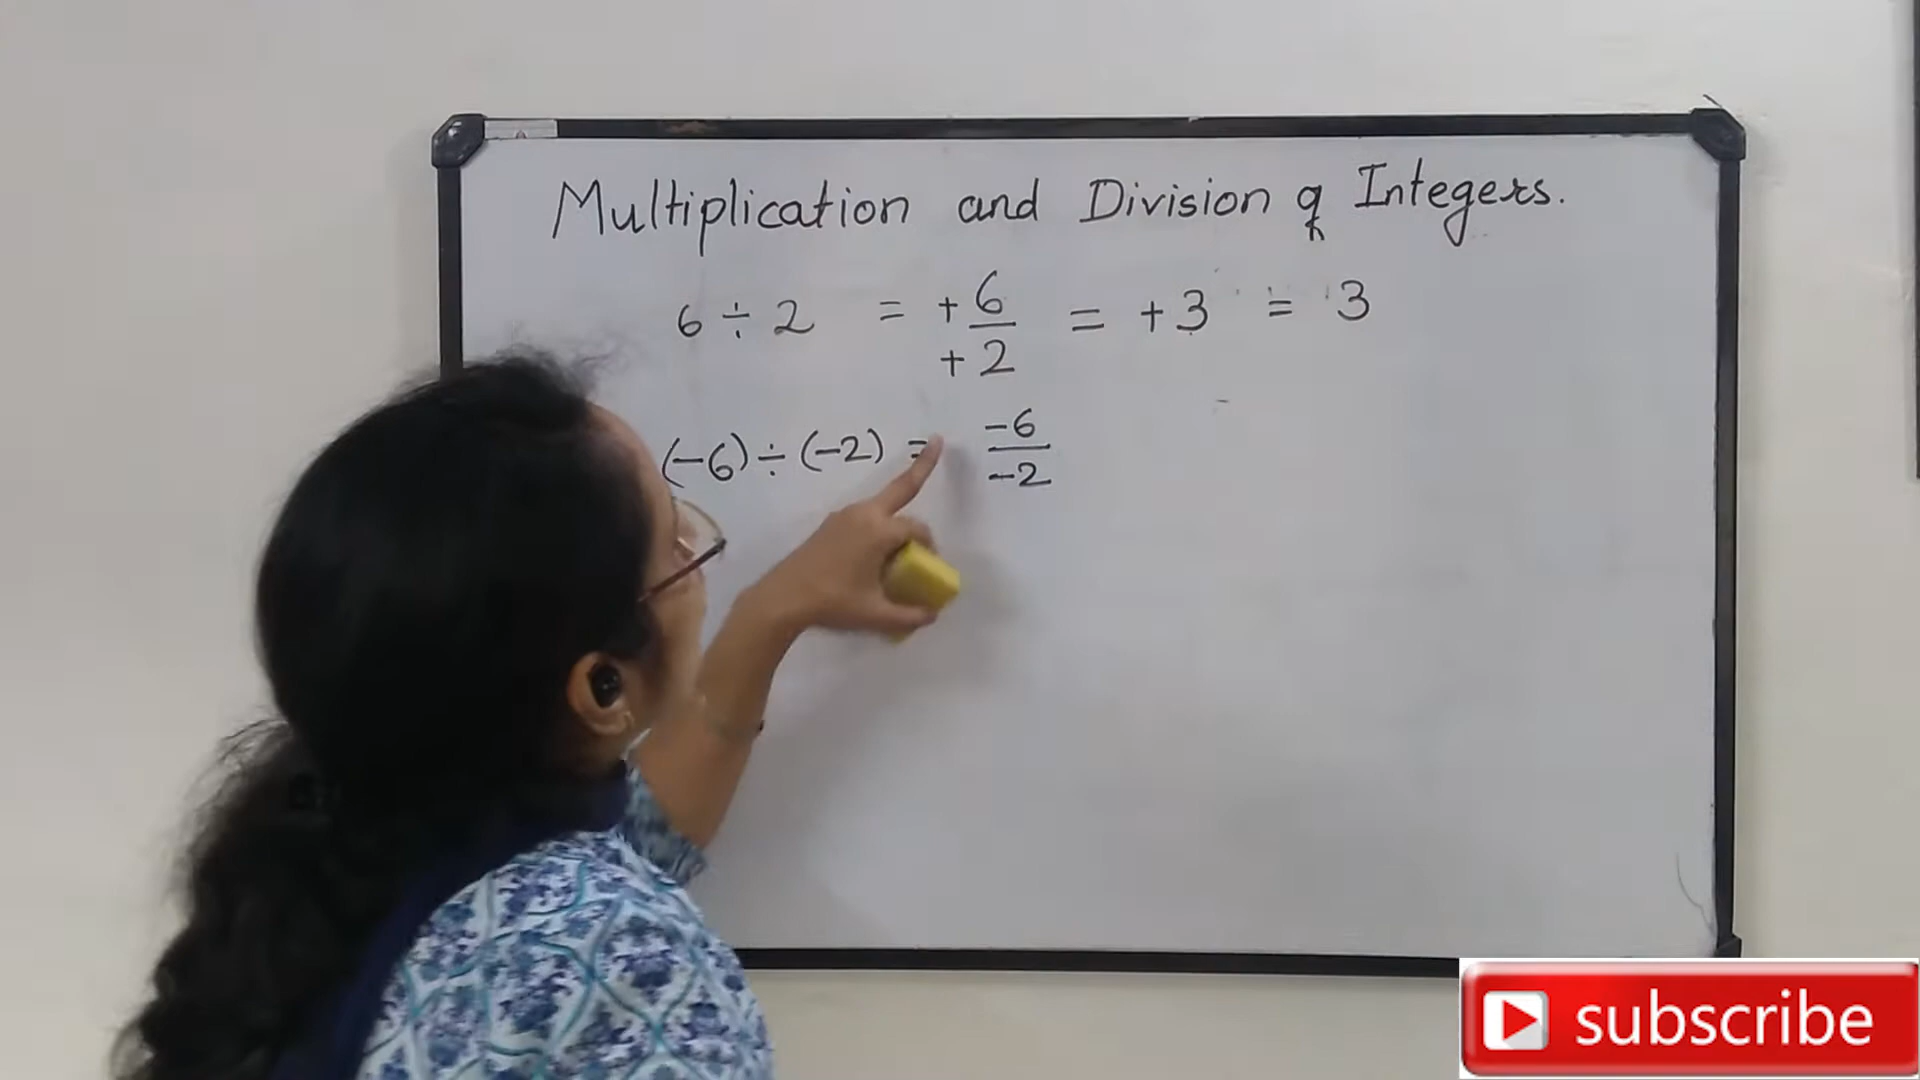 Multiplication and Division of Integers.
6 ÷ 2 = +6/+2 = +3 = 3
(-6) ÷ (-2) = -6/-2
subscribe